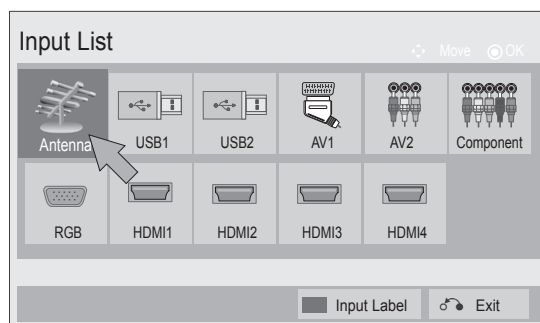 Input List
Move OK
Antenna USB1 USB2 AV1 AV2 Component
RGB HDMI1 HDMI2 HDMI3 HDMI4
Input Label Exit